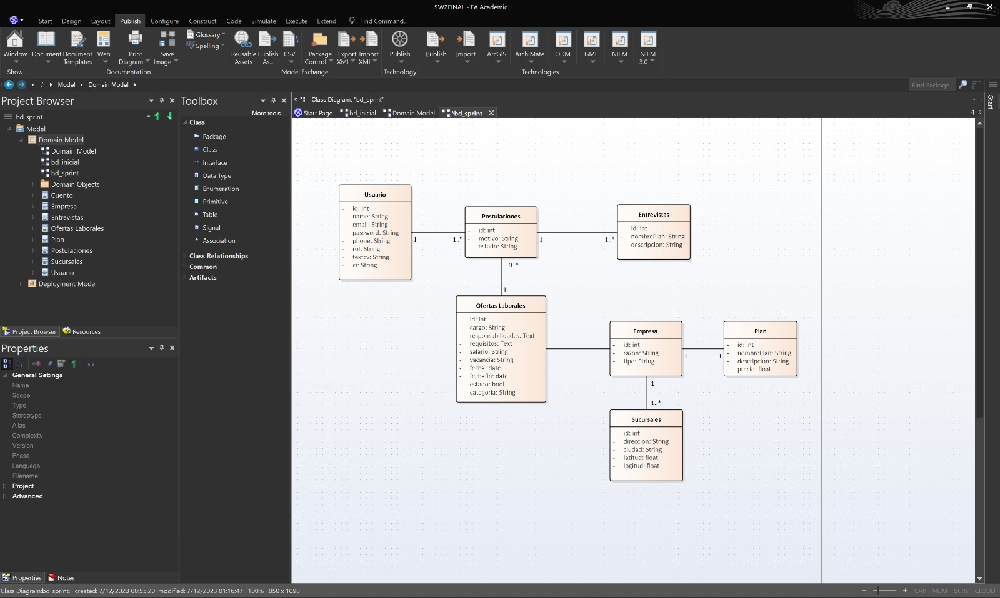 SW2FINAL - EA Academic
Start Design Layout Publish Configure Construct Code Simulate Execute Extend Find Command...
Window
Show
Document Document Templates Web Print Diagram Save Image Glossary Spelling
Documentation
Reusable Assets Publish As... CSV Package Control Export XMI Import XMI
Model Exchange
Publish
Technology
Publish Import ArcGIS ArchiMate ODM GML NIEM NIEM 3.0
Technologies
/ Model Domain Model
Find Package
Project Browser
bd_sprint
Model
Domain Model
Domain Model
bd_inicial
bd_sprint
Domain Objects
Cuento
Empresa
Entrevistas
Ofertas Laborales
Plan
Postulaciones
Sucursales
Usuario
Deployment Model
Project Browser Resources
Properties
General Settings
Name
Scope
Type
Stereotype
Alias
Complexity
Version
Phase
Language
Filename
Project
Advanced
Properties Notes
Toolbox
More tools...
Class
Package
Class
Interface
Data Type
Enumeration
Primitive
Table
Signal
Association
Class Relationships
Common
Artifacts
« Class Diagram: "bd_sprint"
Start Page bd_inicial Domain Model *bd_sprint
Start
Usuario
- id: int
- name: String
- email: String
- password: String
- phone: String
- rol: String
- textcv: String
- ci: String
1
1..*
Postulaciones
- id: int
- motivo: String
- estado: String
1
1..*
Entrevistas
- id: int
- nombrePlan: String
- descripcion: String
0..*
1
Ofertas Laborales
- id: int
- cargo: String
- responsabilidades: Text
- requisitos: Text
- salario: String
- vacancia: String
- fecha: date
- fechafin: date
- estado: bool
- categoria: String
Empresa
- id: int
- razon: String
- tipo: String
1
1
Plan
- id: int
- nombrePlan: String
- descripcion: String
- precio: float
1
1..*
Sucursales
- id: int
- direccion: String
- ciudad: String
- latitud: float
- logitud: float
Class Diagram:bd_sprint: created: 7/12/2023 00:55:20 modified: 7/12/2023 01:16:47 100% 850 x 1098
CAP NUM SCRL CLOUD